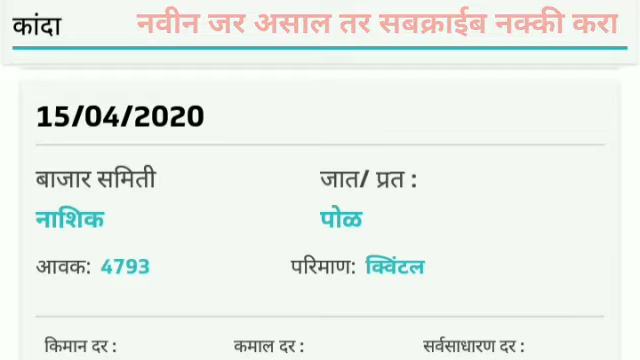 कांदा नवीन जर असाल तर सबक्राईब नक्की करा
15/04/2020
बाजार समिती जात/ प्रत :
नाशिक पोळ
आवक: 4793 परिमाण: क्विंटल
किमान दर : कमाल दर : सर्वसाधारण दर :